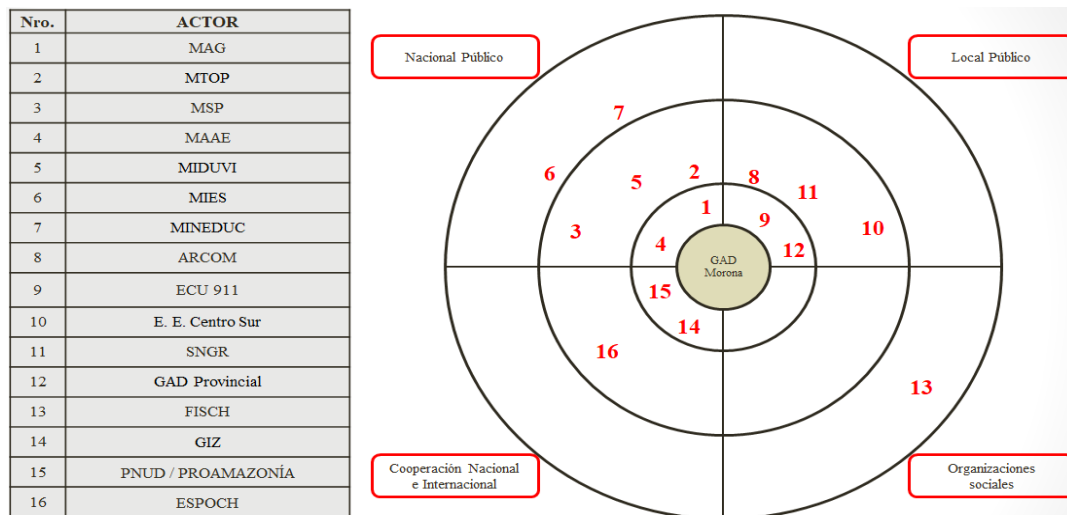 Nro. ACTOR
1 MAG
2 MTOP
3 MSP
4 MAAE
5 MIDUVI
6 MIES
7 MINEDUC
8 ARCOM
9 ECU 911
10 E. E. Centro Sur
11 SNGR
12 GAD Provincial
13 FISCH
14 GIZ
15 PNUD / PROAMAZONÍA
16 ESPOCH
Nacional Público
Local Público
7
6
5
2
8
11
3
1
9
10
4
12
GAD
Morona
15
14
16
13
Cooperación Nacional
e Internacional
Organizaciones
sociales